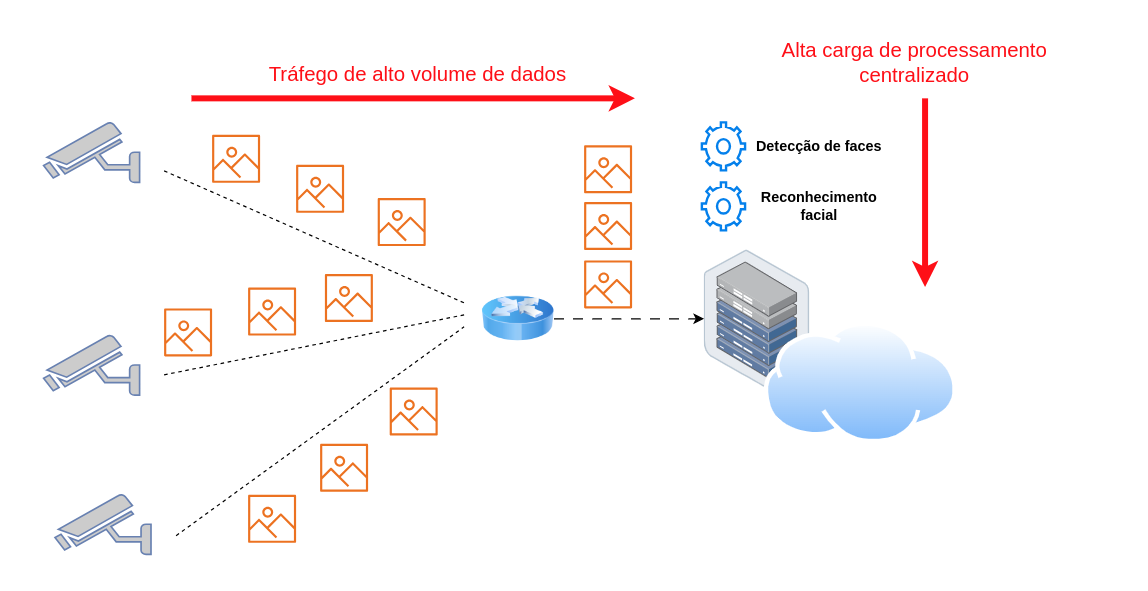 Alta carga de processamento
centralizado
Tráfego de alto volume de dados
Detecção de faces
Reconhecimento
facial